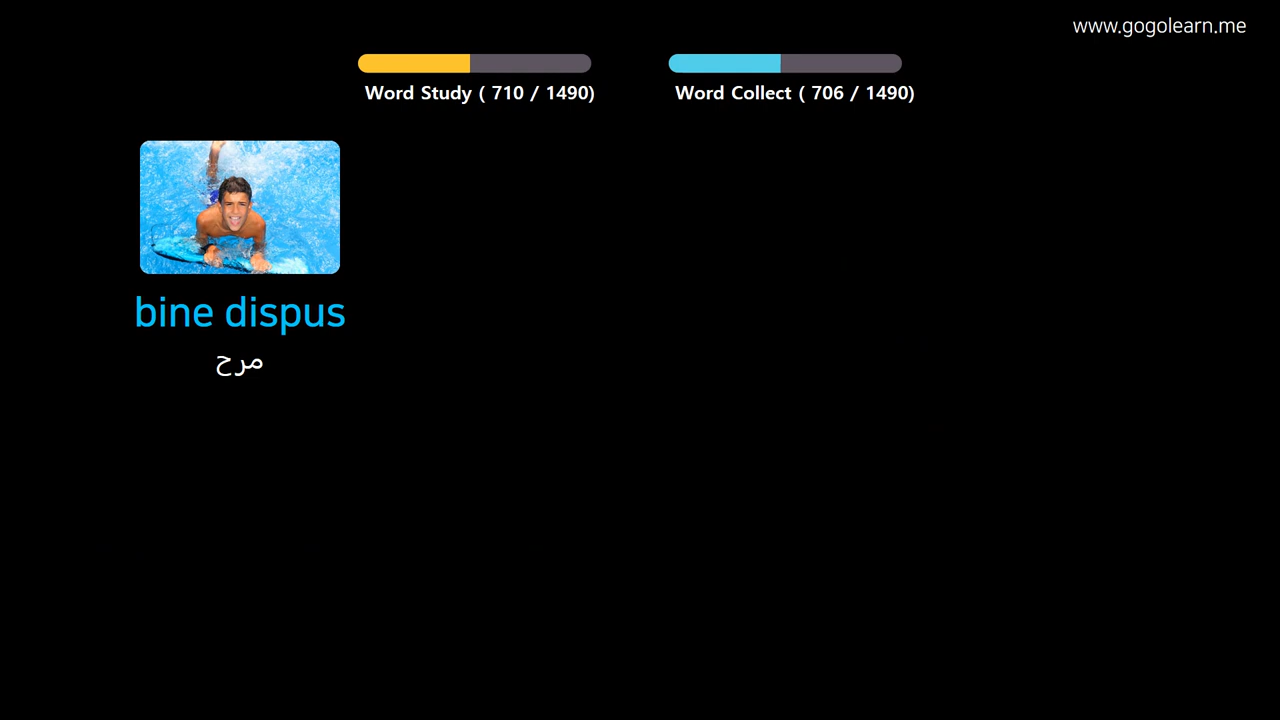 www.gogolearn.me
Word Study ( 710 / 1490)
Word Collect ( 706 / 1490)
bine dispus
مرح